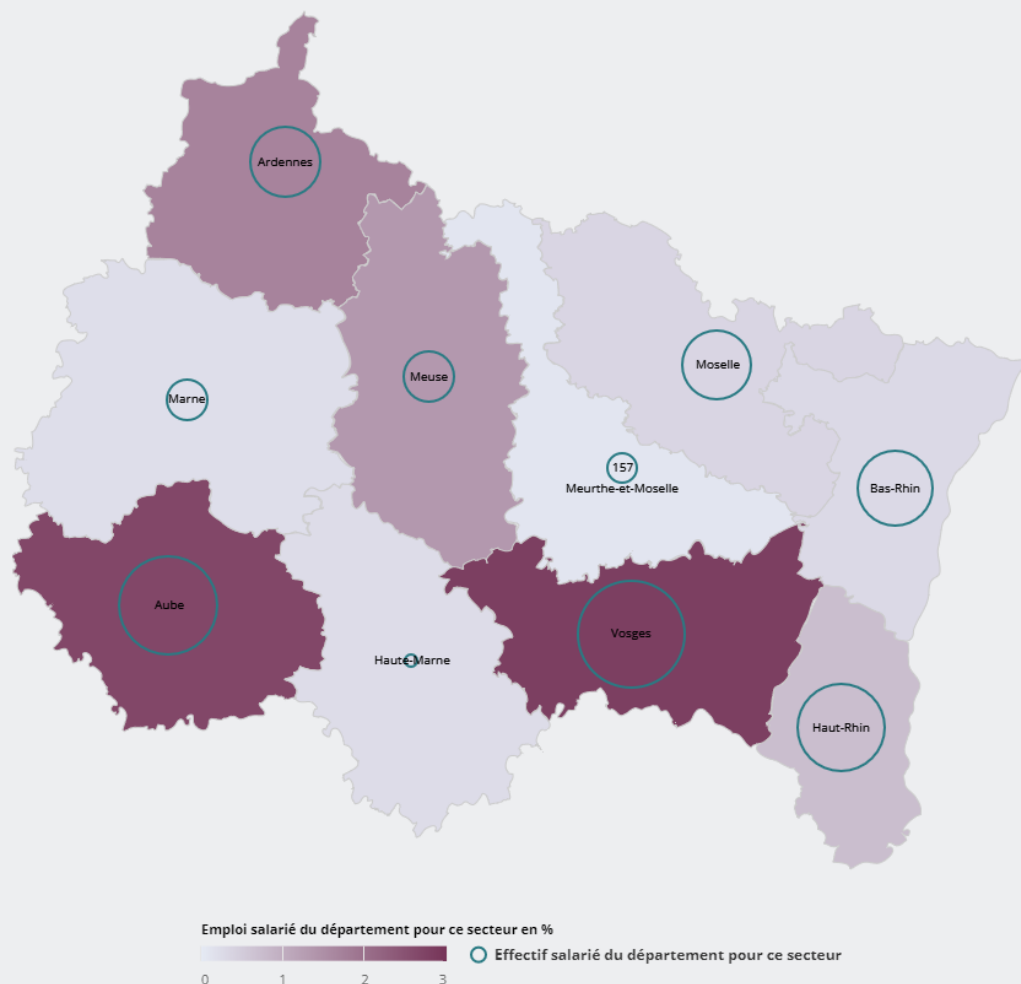 Ardennes
Moselle
Meuse
Marne
157
Meurthe-et-Moselle
Bas-Rhin
Aube
Vosges
Haute-Marne
Haut-Rhin
Emploi salarié du département pour ce secteur en %
Effectif salarié du département pour ce secteur
0 1 2 3